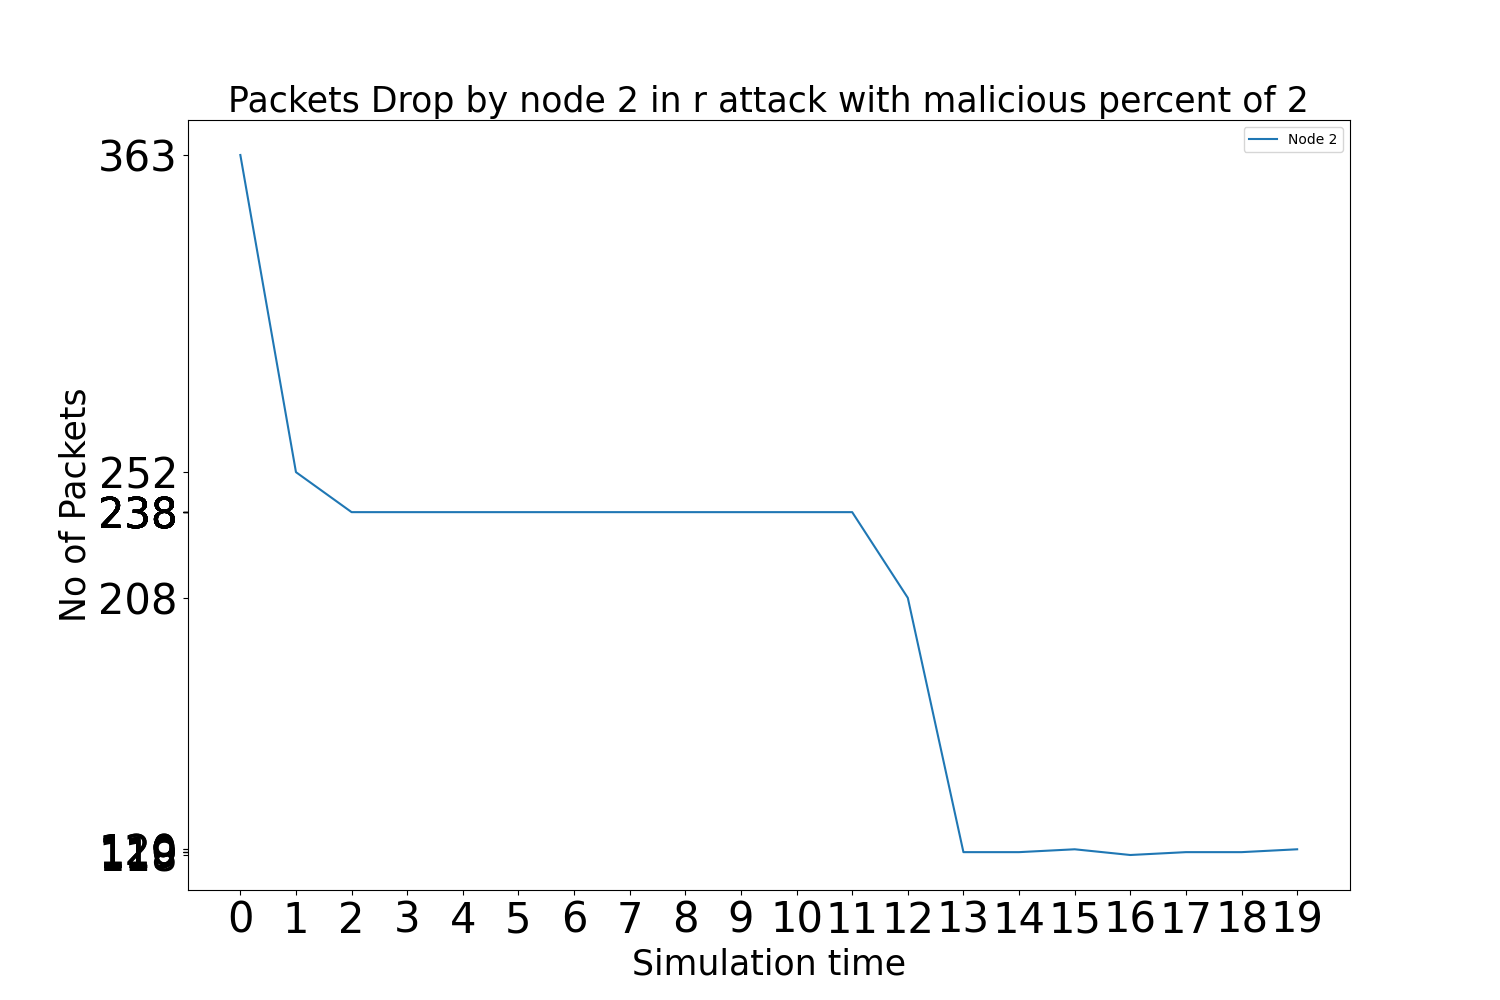 Packets Drop by node 2 in r attack with malicious percent of 2
Node 2
363
252
238
208
No of Packets
0 1 2 3 4 5 6 7 8 9 10 11 12 13 14 15 16 17 18 19
Simulation time